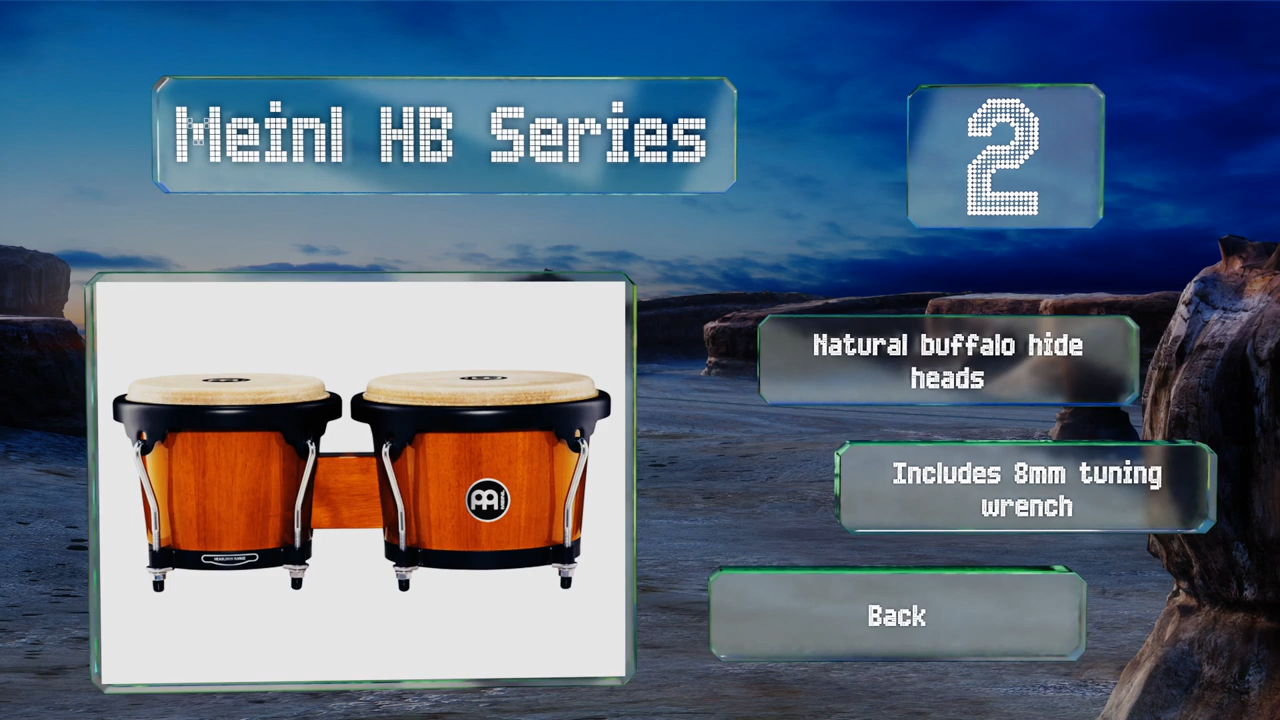 Meinl HB Series
2
Natural buffalo hide
heads
Includes 8mm tuning
wrench
Back